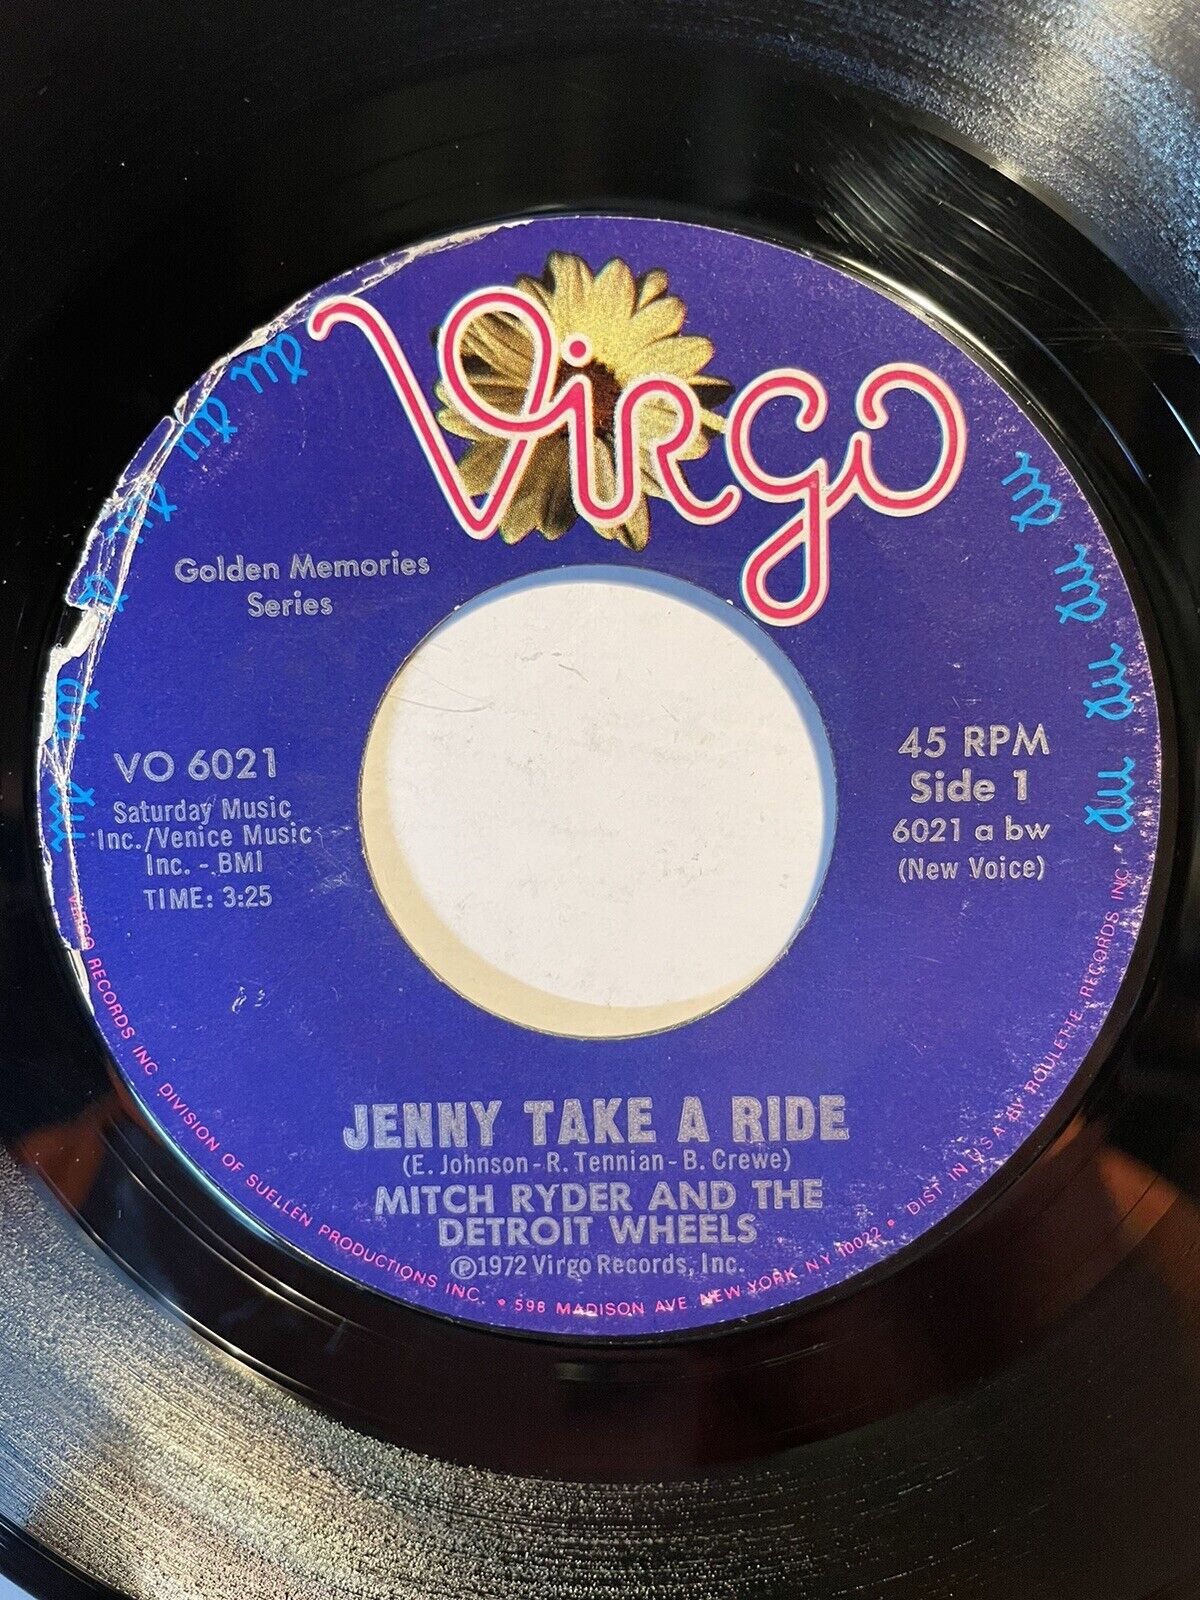 Virgo
Golden Memories
Series
VO 6021
Saturday Music
Inc./Venice Music
Inc. - BMI
TIME: 3:25
45 RPM
Side 1
6021 a bw
(New Voice)
JENNY TAKE A RIDE
(E. Johnson-R. Tennian-B. Crewe)
MITCH RYDER AND THE
DETROIT WHEELS
Ⓟ1972 Virgo Records, Inc.
VIRGO RECORDS INC DIVISION OF SUELLEN PRODUCTIONS INC. • 598 MADISON AVE NEW YORK NY 10022 • DIST IN U.S.A BY ROULETTE RECORDS INC